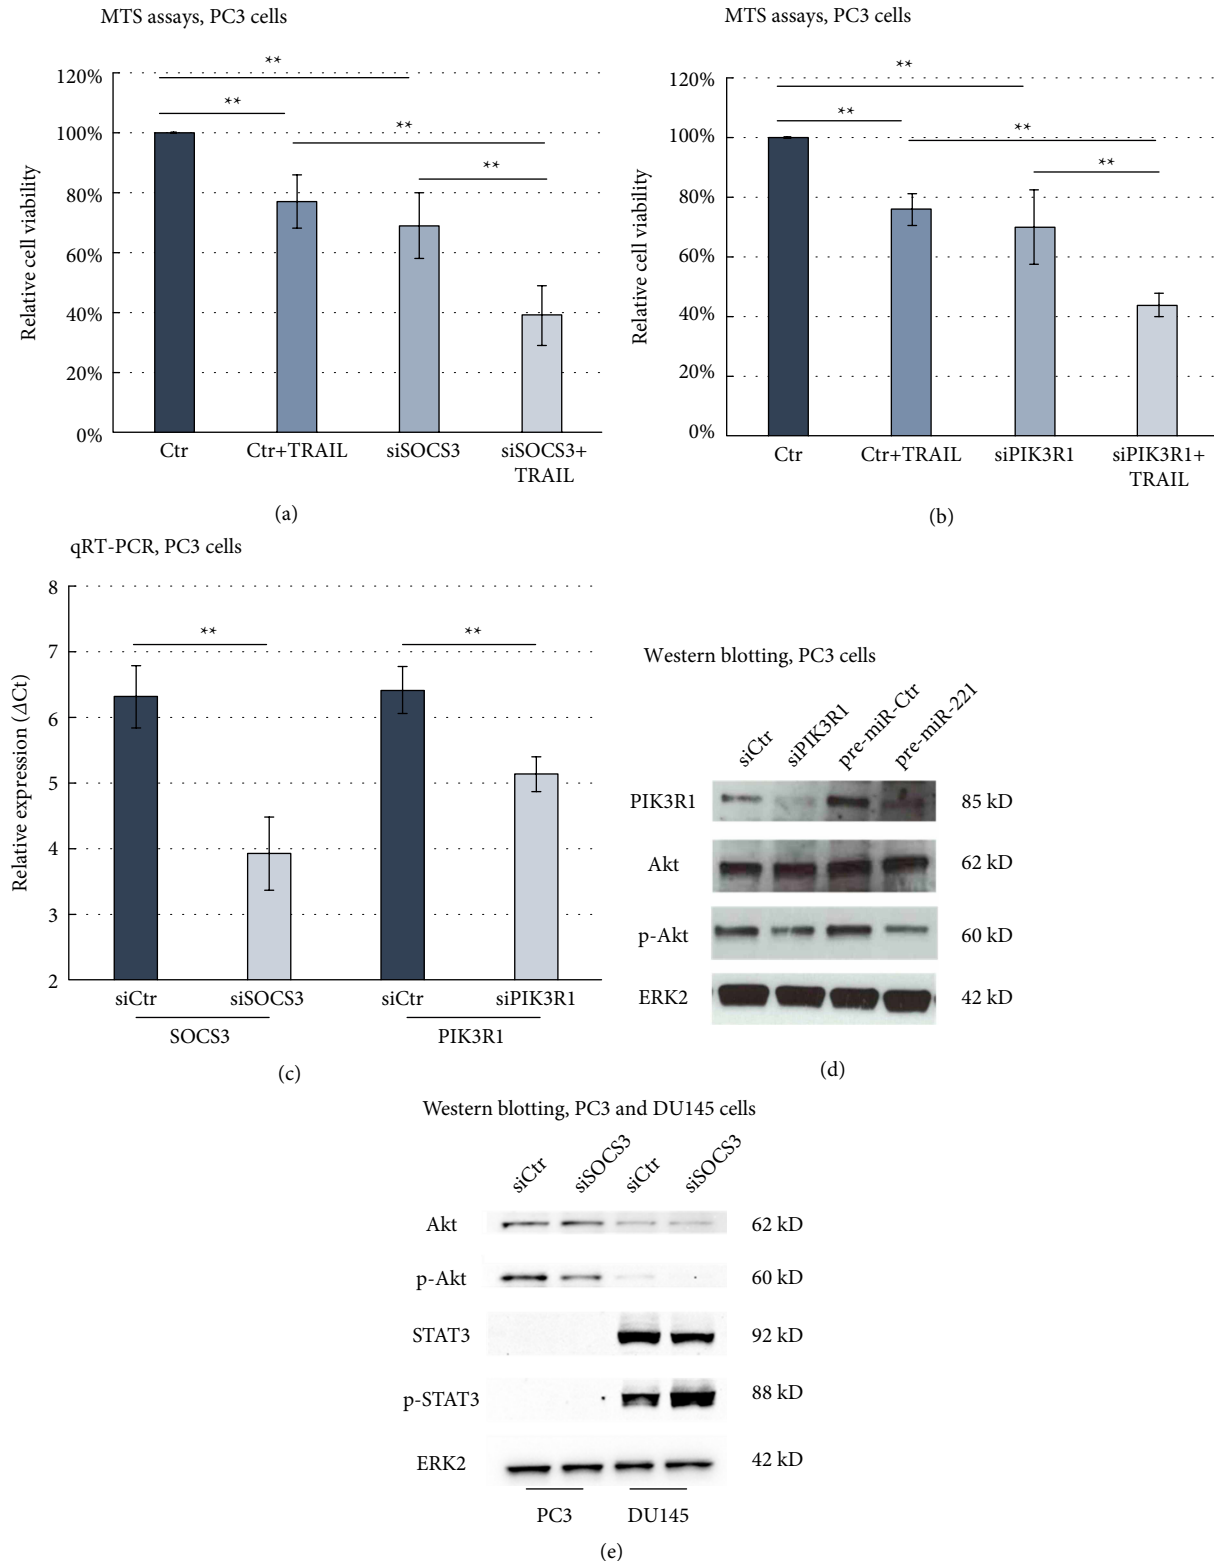 MTS assays, PC3 cells
Relative cell viability
120%
100%
80%
60%
40%
20%
0%
**
**
**
**
Ctr
Ctr+TRAIL
siSOCS3
siSOCS3+
TRAIL
(a)
MTS assays, PC3 cells
Relative cell viability
120%
100%
80%
60%
40%
20%
0%
**
**
**
**
Ctr
Ctr+TRAIL
siPIK3R1
siPIK3R1+
TRAIL
(b)
qRT-PCR, PC3 cells
Relative expression (ΔCt)
8
7
6
5
4
3
2
**
**
siCtr
siSOCS3
siCtr
siPIK3R1
SOCS3
PIK3R1
(c)
Western blotting, PC3 cells
siCtr
siPIK3R1
pre-miR-Ctr
pre-miR-221
PIK3R1
85 kD
Akt
62 kD
p-Akt
60 kD
ERK2
42 kD
(d)
Western blotting, PC3 and DU145 cells
siCtr
siSOCS3
siCtr
siSOCS3
Akt
62 kD
p-Akt
60 kD
STAT3
92 kD
p-STAT3
88 kD
ERK2
42 kD
PC3
DU145
(e)